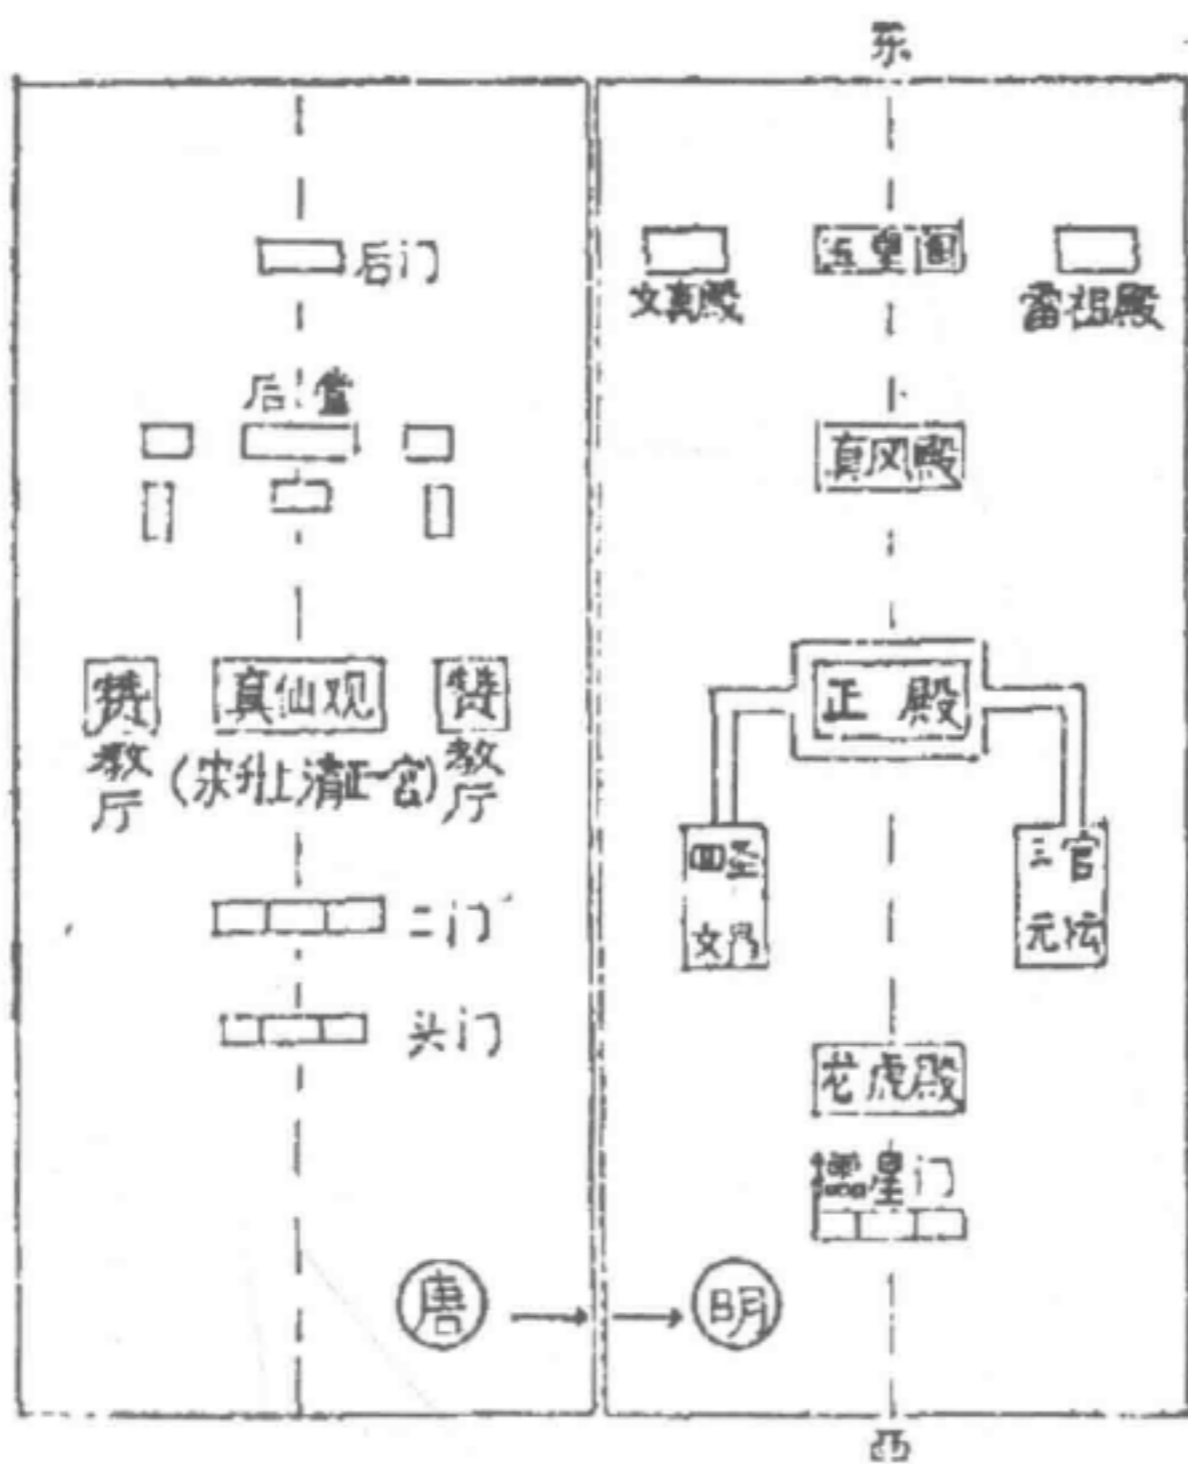 东
后门
后堂
赞教厅
真仙观
赞教厅
(宋升上清正一宫)
二门
头门
唐
文真殿
雷祖殿
真风殿
正殿
四圣
文昌
三官
元坛
龙虎殿
星门
明
西